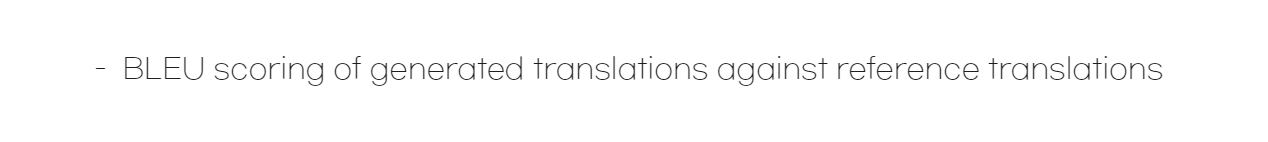 - BLEU scoring of generated translations against reference translations